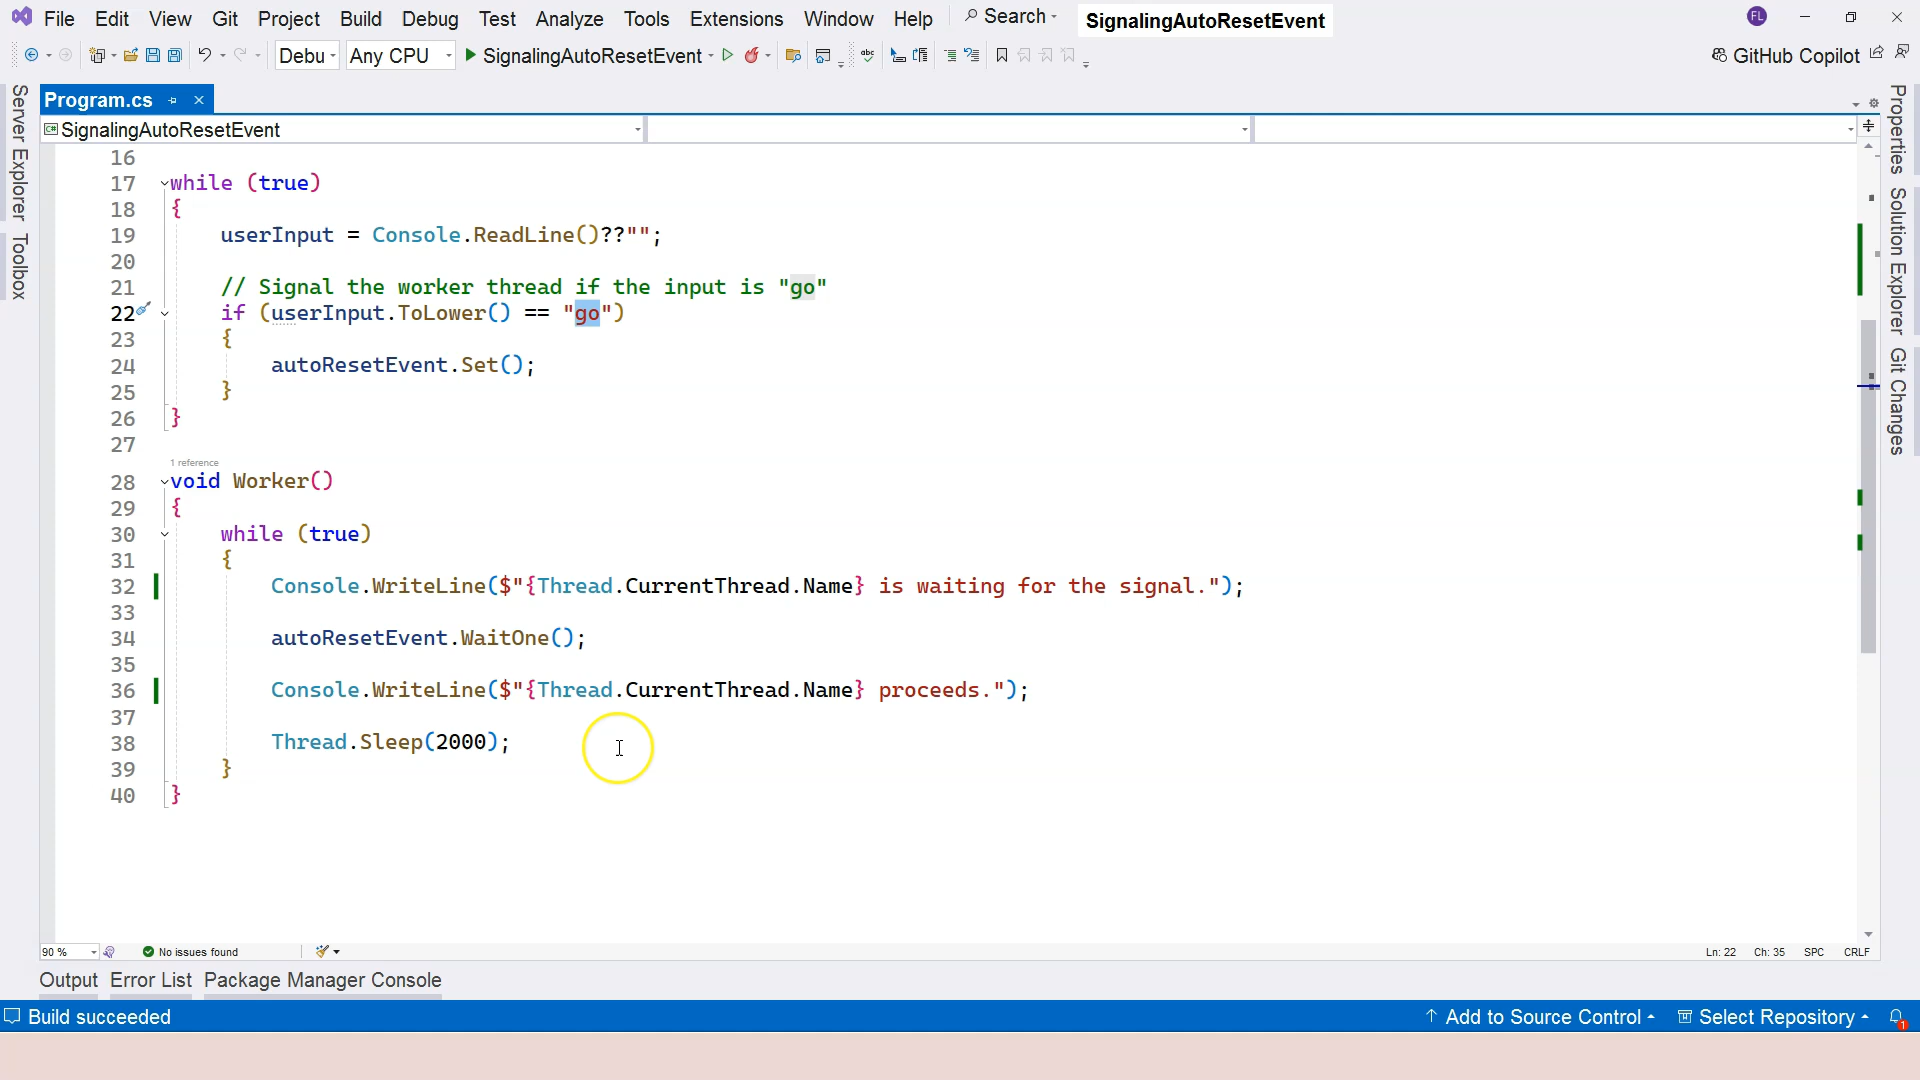 File Edit View Git Project Build Debug Test Analyze Tools Extensions Window Help Search SignalingAutoResetEvent FL
Debu Any CPU SignalingAutoResetEvent abc GitHub Copilot
Program.cs
C# SignalingAutoResetEvent
16
17 while (true)
18 {
19 userInput = Console.ReadLine()??"";
20
21 // Signal the worker thread if the input is "go"
22 if (userInput.ToLower() == "go")
23 {
24 autoResetEvent.Set();
25 }
26 }
27
1 reference
28 void Worker()
29 {
30 while (true)
31 {
32 Console.WriteLine($"{Thread.CurrentThread.Name} is waiting for the signal.");
33
34 autoResetEvent.WaitOne();
35
36 Console.WriteLine($"{Thread.CurrentThread.Name} proceeds.");
37
38 Thread.Sleep(2000);
39 }
40 }
Server Explorer
Toolbox
Properties
Solution Explorer
Git Changes
90 % No issues found Ln: 22 Ch: 35 SPC CRLF
Output Error List Package Manager Console
Build succeeded Add to Source Control Select Repository 1